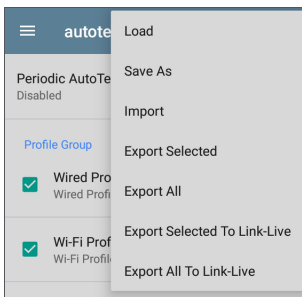 autote
Periodic AutoTe
Disabled
Profile Group
Wired Pro
Wired Profi
Wi-Fi Prof
Wi-Fi Profile
Load
Save As
Import
Export Selected
Export All
Export Selected To Link-Live
Export All To Link-Live